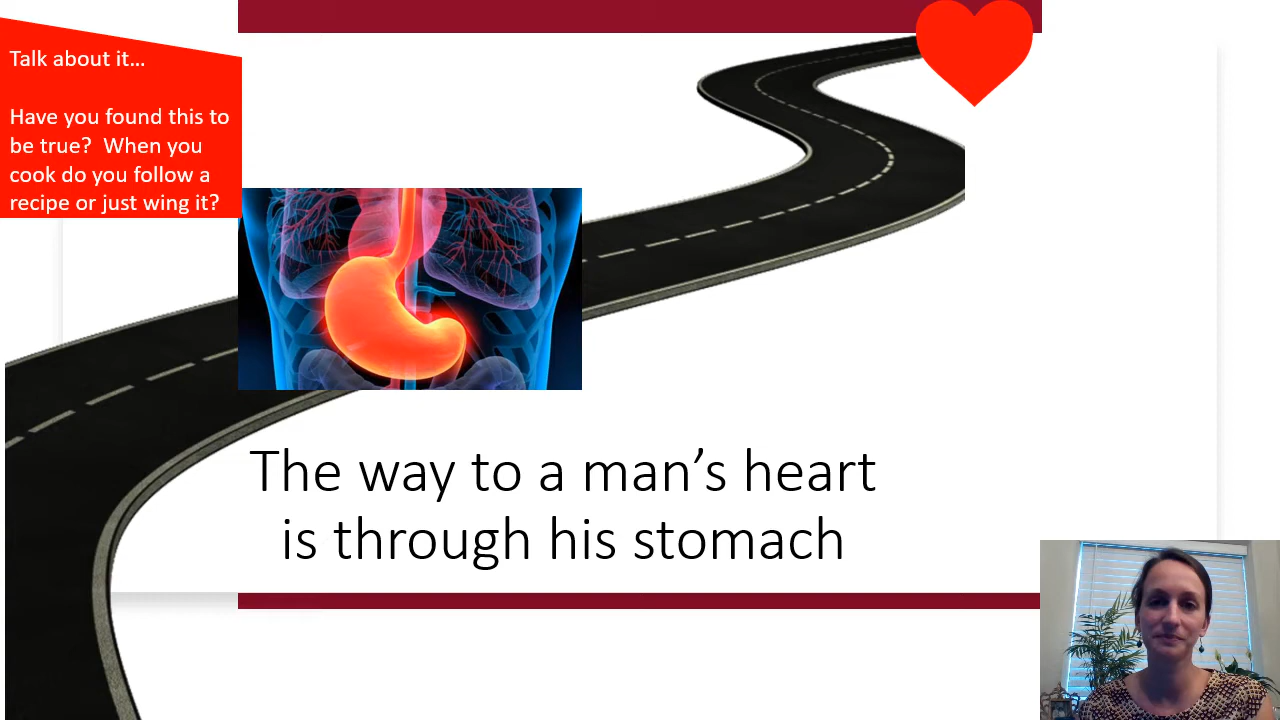 Talk about it...
Have you found this to
be true?  When you
cook do you follow a
recipe or just wing it?
The way to a man’s heart
is through his stomach